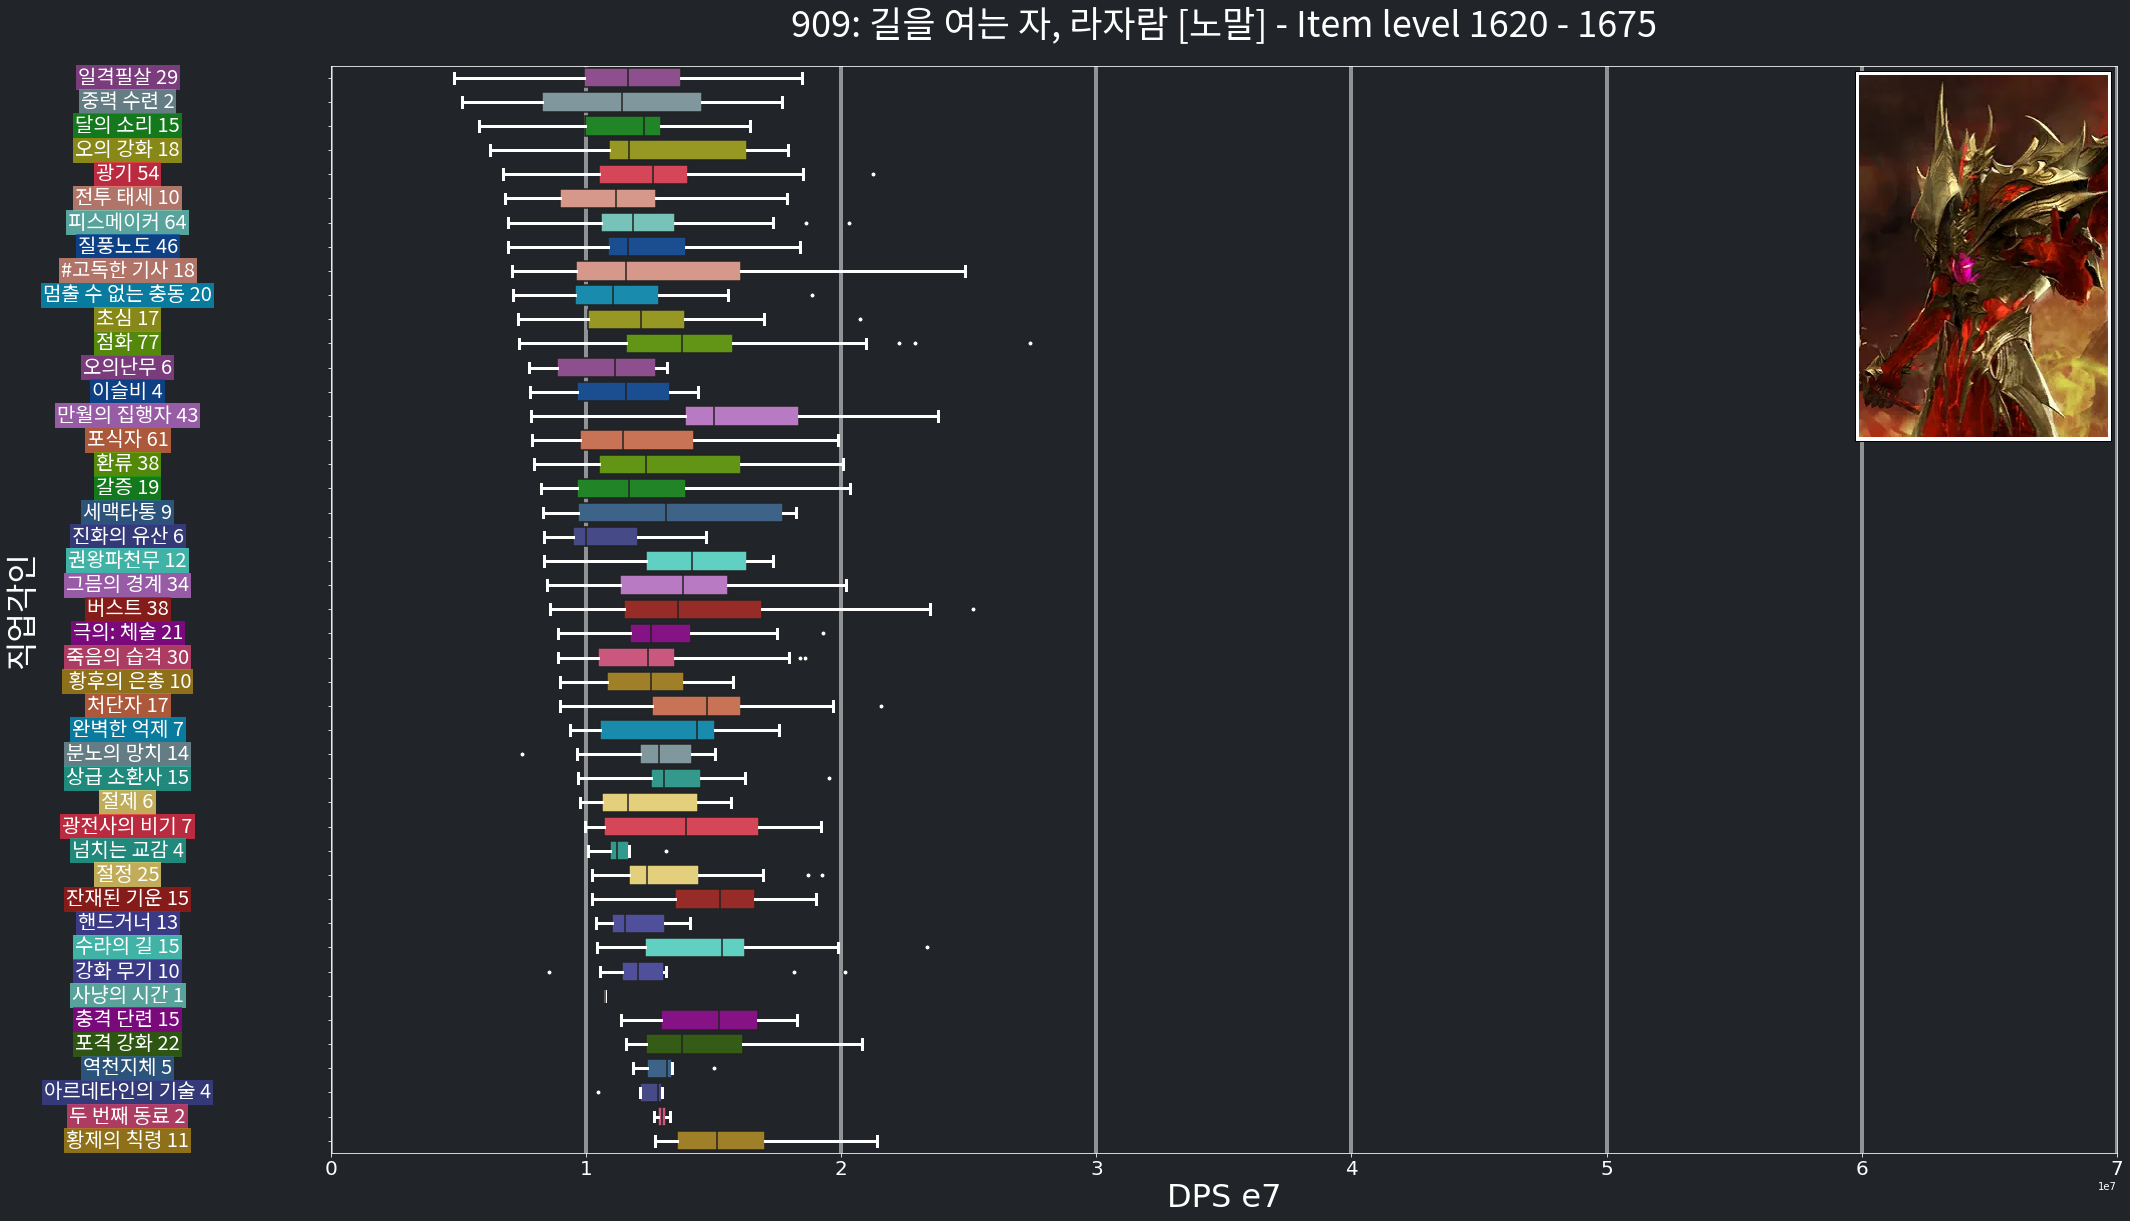 909: 길을 여는 자, 라자람 [노말] - Item level 1620 - 1675
직업각인
일격필살 29
중력 수련 2
달의 소리 15
오의 강화 18
광기 54
전투 태세 10
피스메이커 64
질풍노도 46
#고독한 기사 18
멈출 수 없는 충동 20
초심 17
점화 77
오의난무 6
이슬비 4
만월의 집행자 43
포식자 61
환류 38
갈증 19
세맥타통 9
진화의 유산 6
권왕파천무 12
그믐의 경계 34
버스트 38
극의: 체술 21
죽음의 습격 30
황후의 은총 10
처단자 17
완벽한 억제 7
분노의 망치 14
상급 소환사 15
절제 6
광전사의 비기 7
넘치는 교감 4
절정 25
잔재된 기운 15
핸드거너 13
수라의 길 15
강화 무기 10
사냥의 시간 1
충격 단련 15
포격 강화 22
역천지체 5
아르데타인의 기술 4
두 번째 동료 2
황제의 칙령 11
0 1 2 3 4 5 6 7
1e7
DPS e7